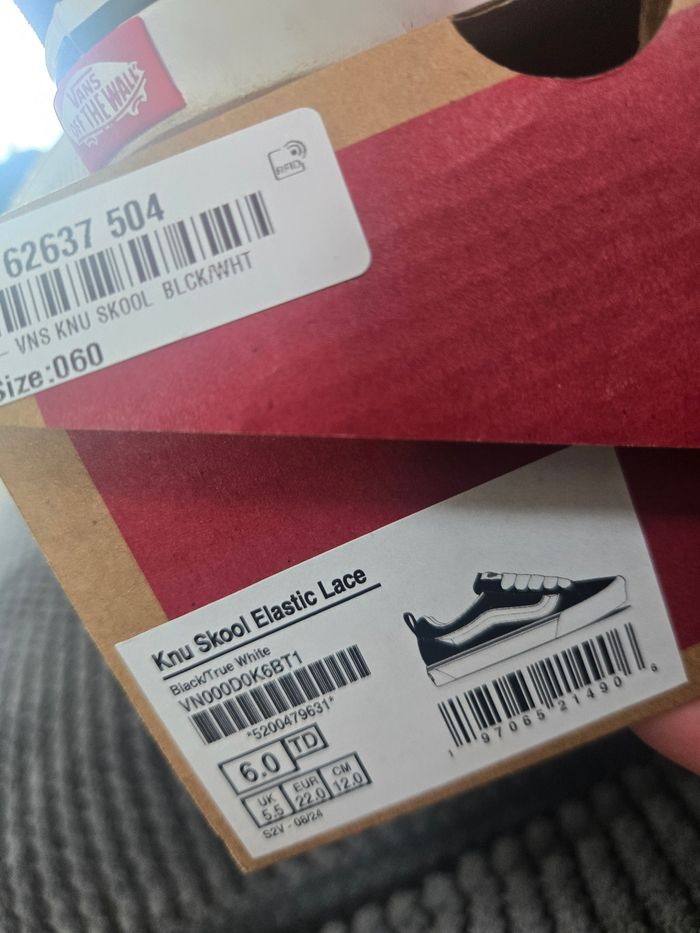 VANS
"OFF THE WALL"
RFID
62637 504
VNS KNU SKOOL BLCK/WHT
Size:060
Knu Skool Elastic Lace
Black/True White
VN000D0K6BT1
*5200479631*
6.0 TD
UK EUR CM
5.5 22.0 12.0
S2V - 08/24
1 97065 21490 6